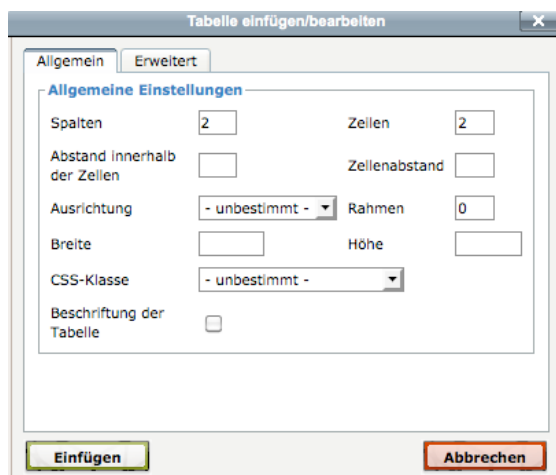 Tabelle einfügen/bearbeiten X
Allgemein Erweitert
Allgemeine Einstellungen
Spalten 2 Zeilen 2
Abstand innerhalb
der Zellen Zellenabstand
Ausrichtung - unbestimmt - Rahmen 0
Breite Höhe
CSS-Klasse - unbestimmt -
Beschriftung der
Tabelle
Einfügen Abbrechen